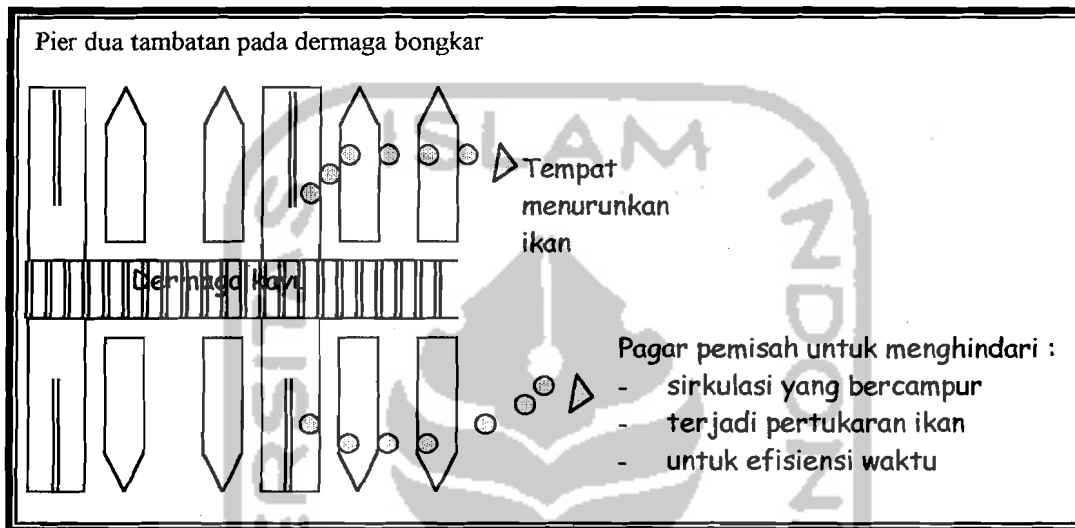 Pier dua tambatan pada dermaga bongkar
ISLAM
Tempat
menurunkan
ikan
Dermaga kayu
Pagar pemisah untuk menghindari :
- sirkulasi yang bercampur
- terjadi pertukaran ikan
- untuk efisiensi waktu